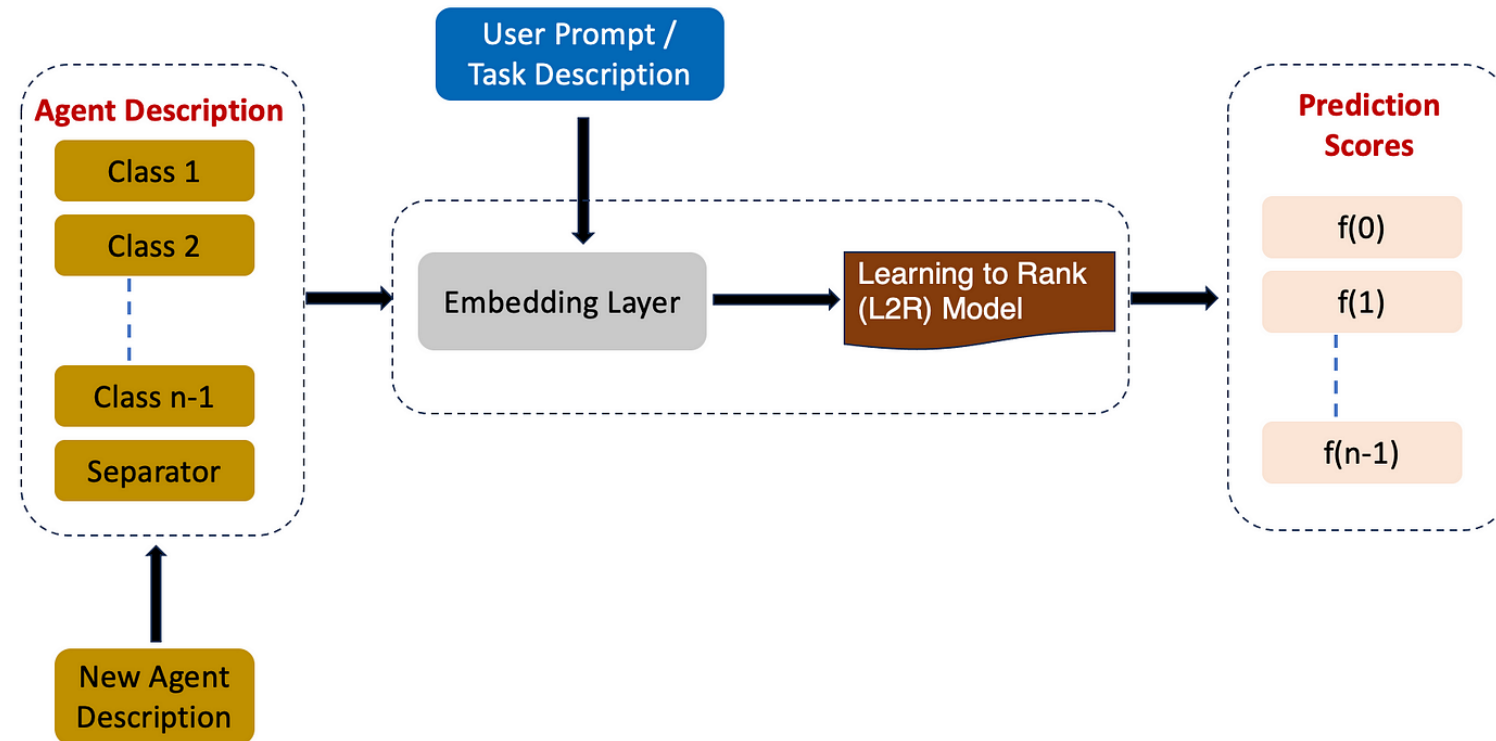 User Prompt /
Task Description
Agent Description
Class 1
Class 2
Class n-1
Separator
New Agent
Description
Embedding Layer
Learning to Rank
(L2R) Model
Prediction
Scores
f(0)
f(1)
f(n-1)